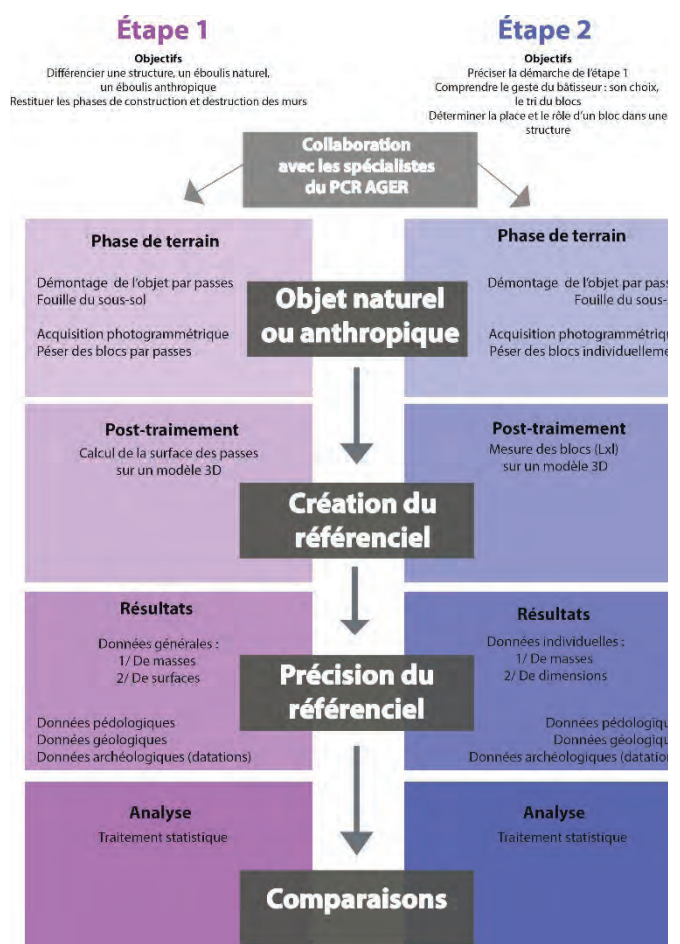 Étape 1
Objectifs
Différencier une structure, un éboulis naturel,
un éboulis anthropique
Restituer les phases de construction et destruction des murs
Étape 2
Objectifs
Préciser la démarche de l'étape 1
Comprendre le geste du bâtisseur : son choix,
le tri du blocs
Déterminer la place et le rôle d'un bloc dans une
structure
Collaboration
avec les spécialistes
du PCR AGER
Phase de terrain
Démontage de l'objet par passes
Fouille du sous-sol
Acquisition photogrammétrique
Péser des blocs par passes
Objet naturel
ou anthropique
Phase de terrain
Démontage de l'objet par pass
Fouille du sous-
Acquisition photogrammétriqu
Péser des blocs individuelleme
Post-traimement
Calcul de la surface des passes
sur un modèle 3D
Création du
référenciel
Post-traimement
Mesure des blocs (Lxl)
sur un modèle 3D
Résultats
Données générales :
1/ De masses
2/ De surfaces
Données pédologiques
Données géologiques
Données archéologiques (datations)
Précision du
référenciel
Résultats
Données individuelles :
1/ De masses
2/ De dimensions
Données pédologiqu
Données géologiqu
Données archéologiques (datation
Analyse
Traitement statistique
Comparaisons
Analyse
Traitement statistique